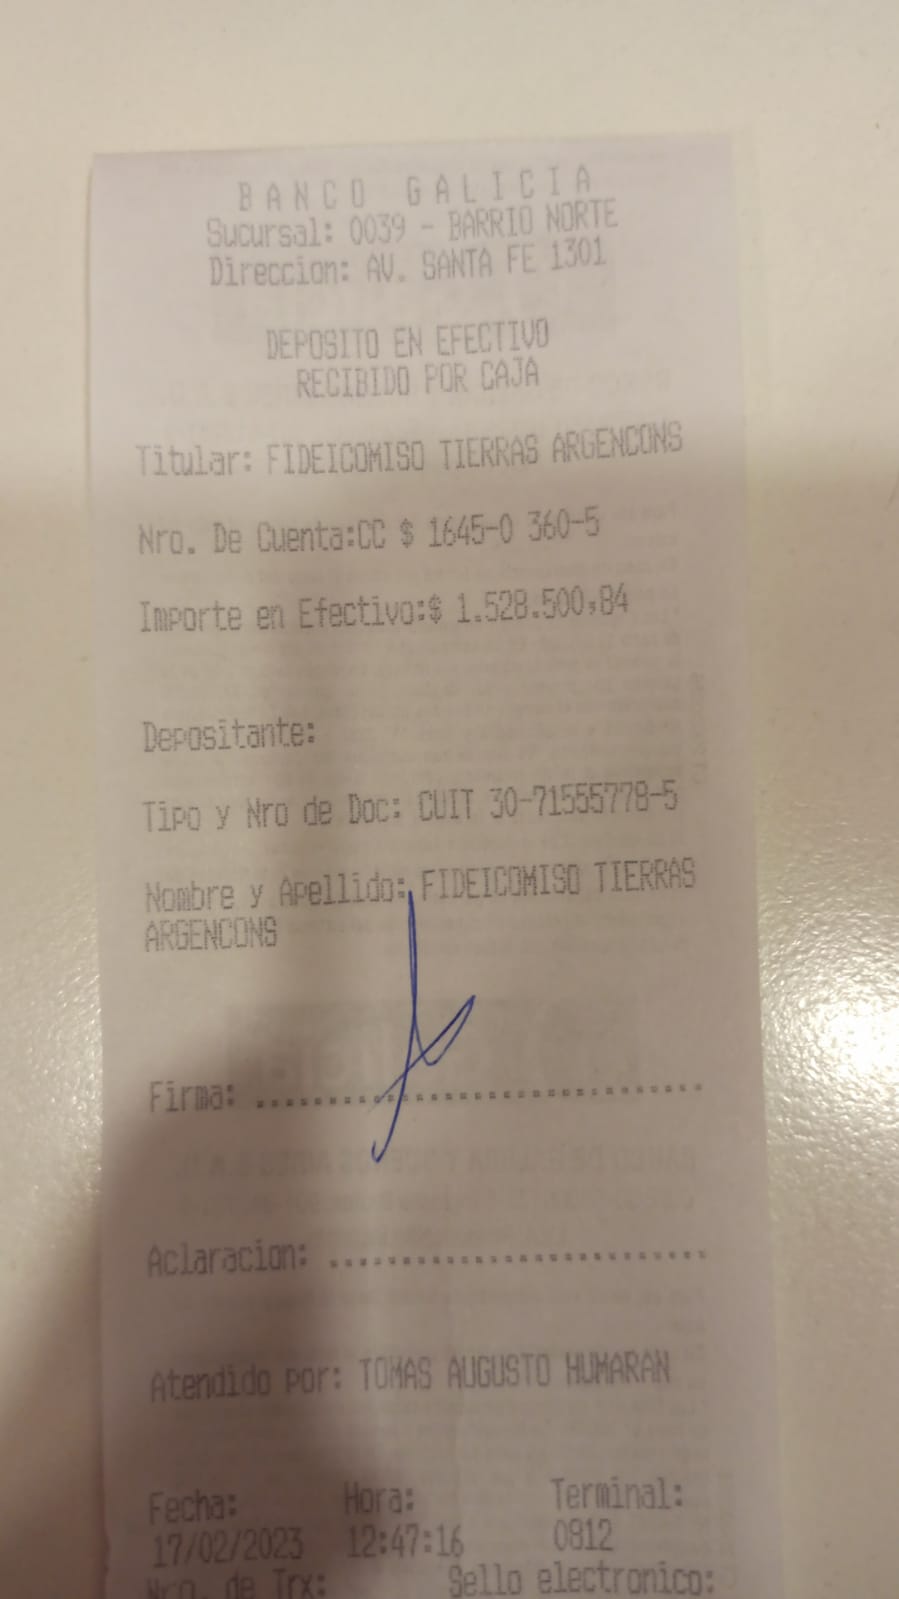 BANCO GALICIA
Sucursal: 0039 - BARRIO NORTE
Direccion: AV. SANTA FE 1301
DEPOSITO EN EFECTIVO
RECIBIDO POR CAJA
Titular: FIDEICOMISO TIERRAS ARGENCONS
Nro. De Cuenta:CC $ 1645-0 360-5
Importe en Efectivo:$ 1.528.500,84
Depositante:
Tipo y Nro de Doc: CUIT 30-71555778-5
Nombre y Apellido: FIDEICOMISO TIERRAS
ARGENCONS
Firma: ................................
Aclaracion: ...........................
Atendido por: TOMAS AUGUSTO HUMARAN
Fecha: Hora: Terminal:
17/02/2023 12:47:16 0812
Nro. de Trx: Sello electronico: